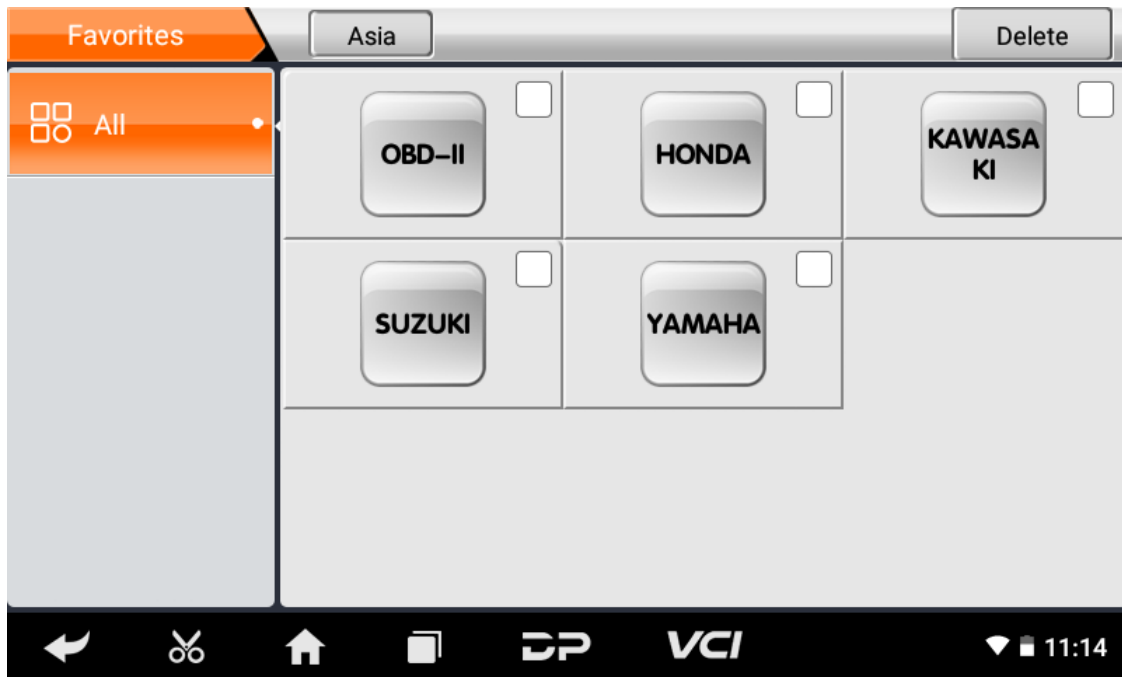 Favorites
Asia
Delete
All
OBD-II
HONDA
KAWASA
KI
SUZUKI
YAMAHA
DP
VCI
11:14